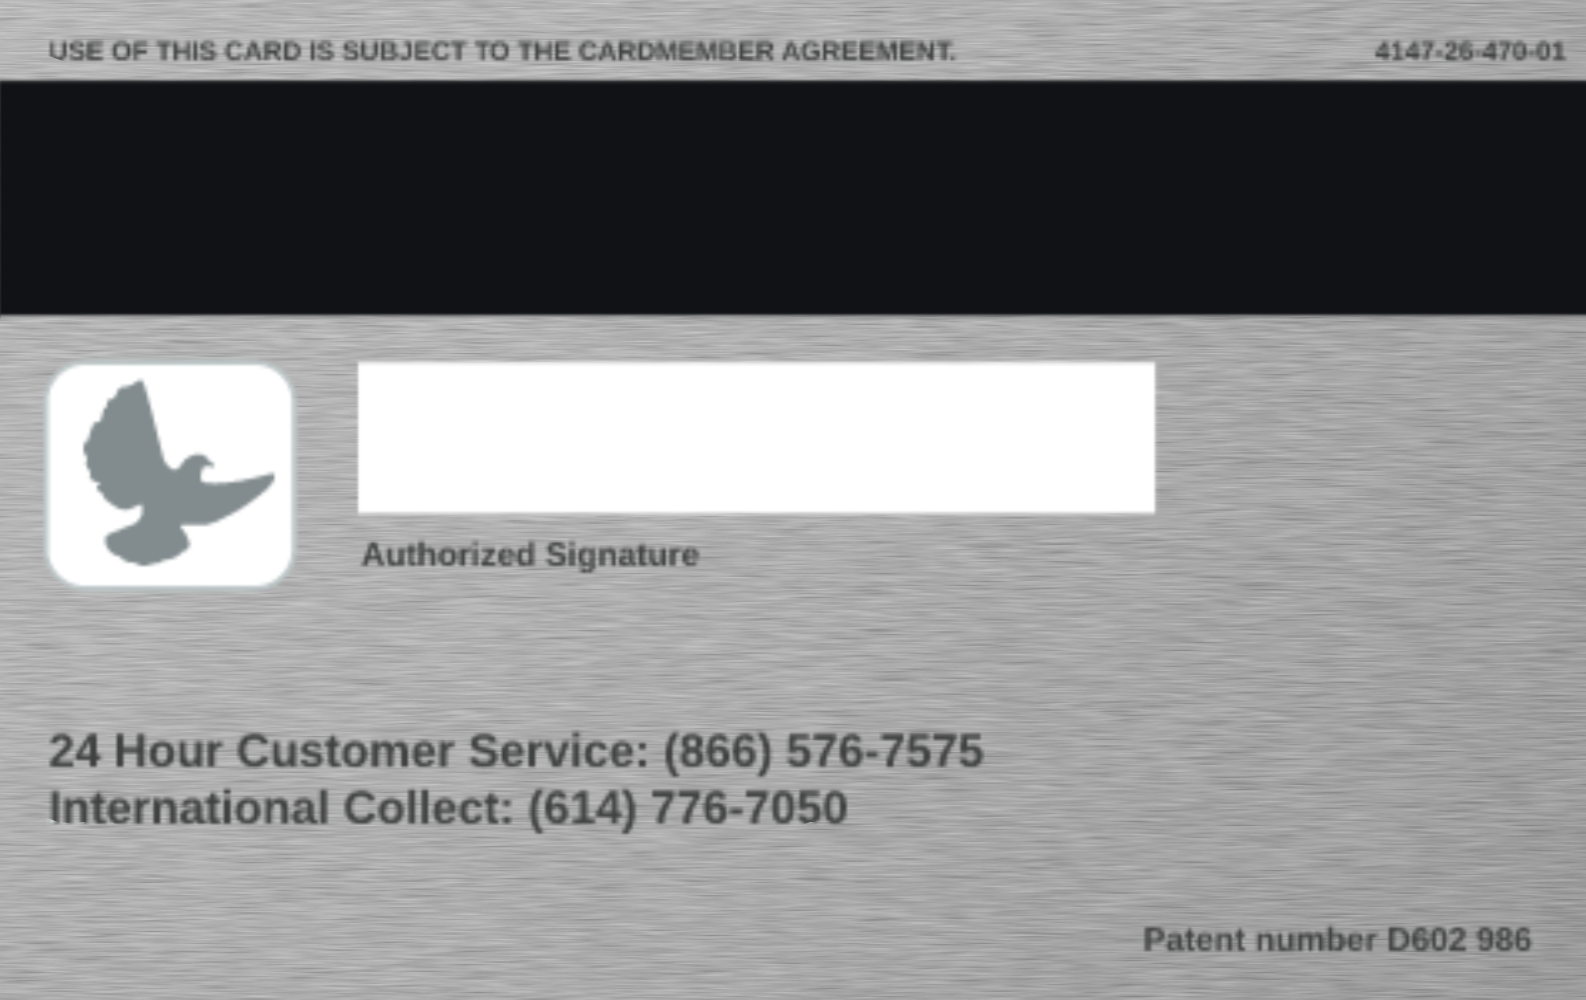 USE OF THIS CARD IS SUBJECT TO THE CARDMEMBER AGREEMENT.
4147-26-470-01
Authorized Signature
24 Hour Customer Service: (866) 576-7575
International Collect: (614) 776-7050
Patent number D602 986